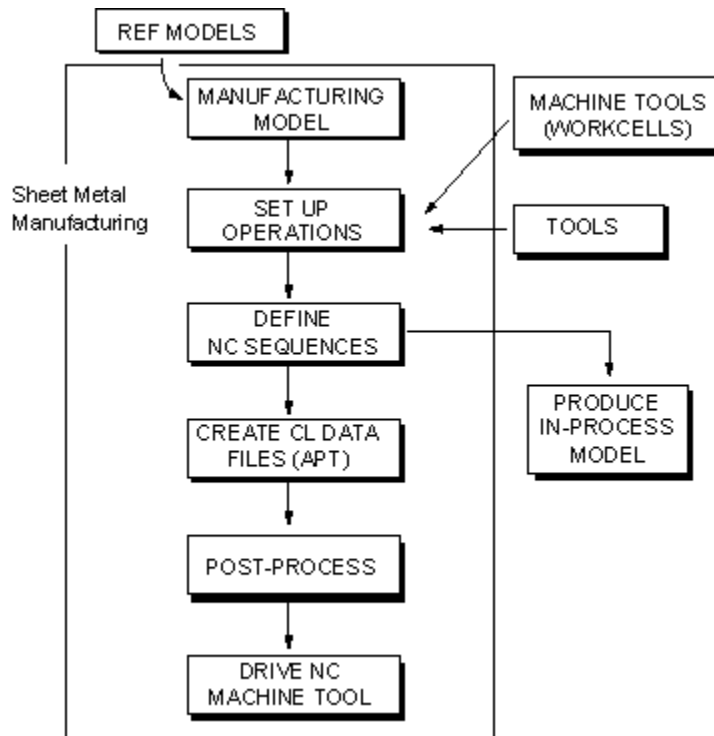 REF MODELS
MANUFACTURING
MODEL
MACHINE TOOLS
(WORKCELLS)
Sheet Metal
Manufacturing
SET UP
OPERATIONS
TOOLS
DEFINE
NC SEQUENCES
PRODUCE
IN-PROCESS
MODEL
CREATE CL DATA
FILES (APT)
POST-PROCESS
DRIVE NC
MACHINE TOOL